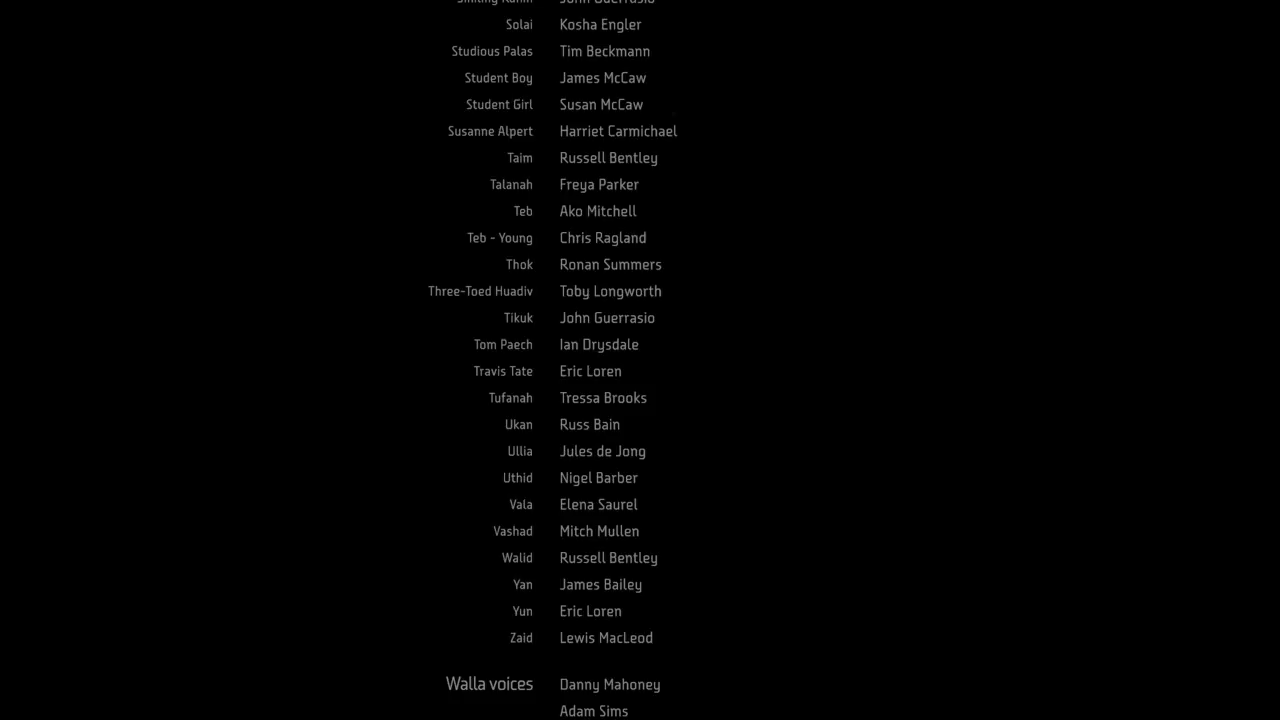 John Guerrasio
Solai Kosha Engler
Studious Palas Tim Beckmann
Student Boy James McCaw
Student Girl Susan McCaw
Susanne Alpert Harriet Carmichael
Taim Russell Bentley
Talanah Freya Parker
Teb Ako Mitchell
Teb - Young Chris Ragland
Thok Ronan Summers
Three-Toed Huadiv Toby Longworth
Tikuk John Guerrasio
Tom Paech Ian Drysdale
Travis Tate Eric Loren
Tufanah Tressa Brooks
Ukan Russ Bain
Ullia Jules de Jong
Uthid Nigel Barber
Vala Elena Saurel
Vashad Mitch Mullen
Walid Russell Bentley
Yan James Bailey
Yun Eric Loren
Zaid Lewis MacLeod
Walla voices Danny Mahoney
Adam Sims